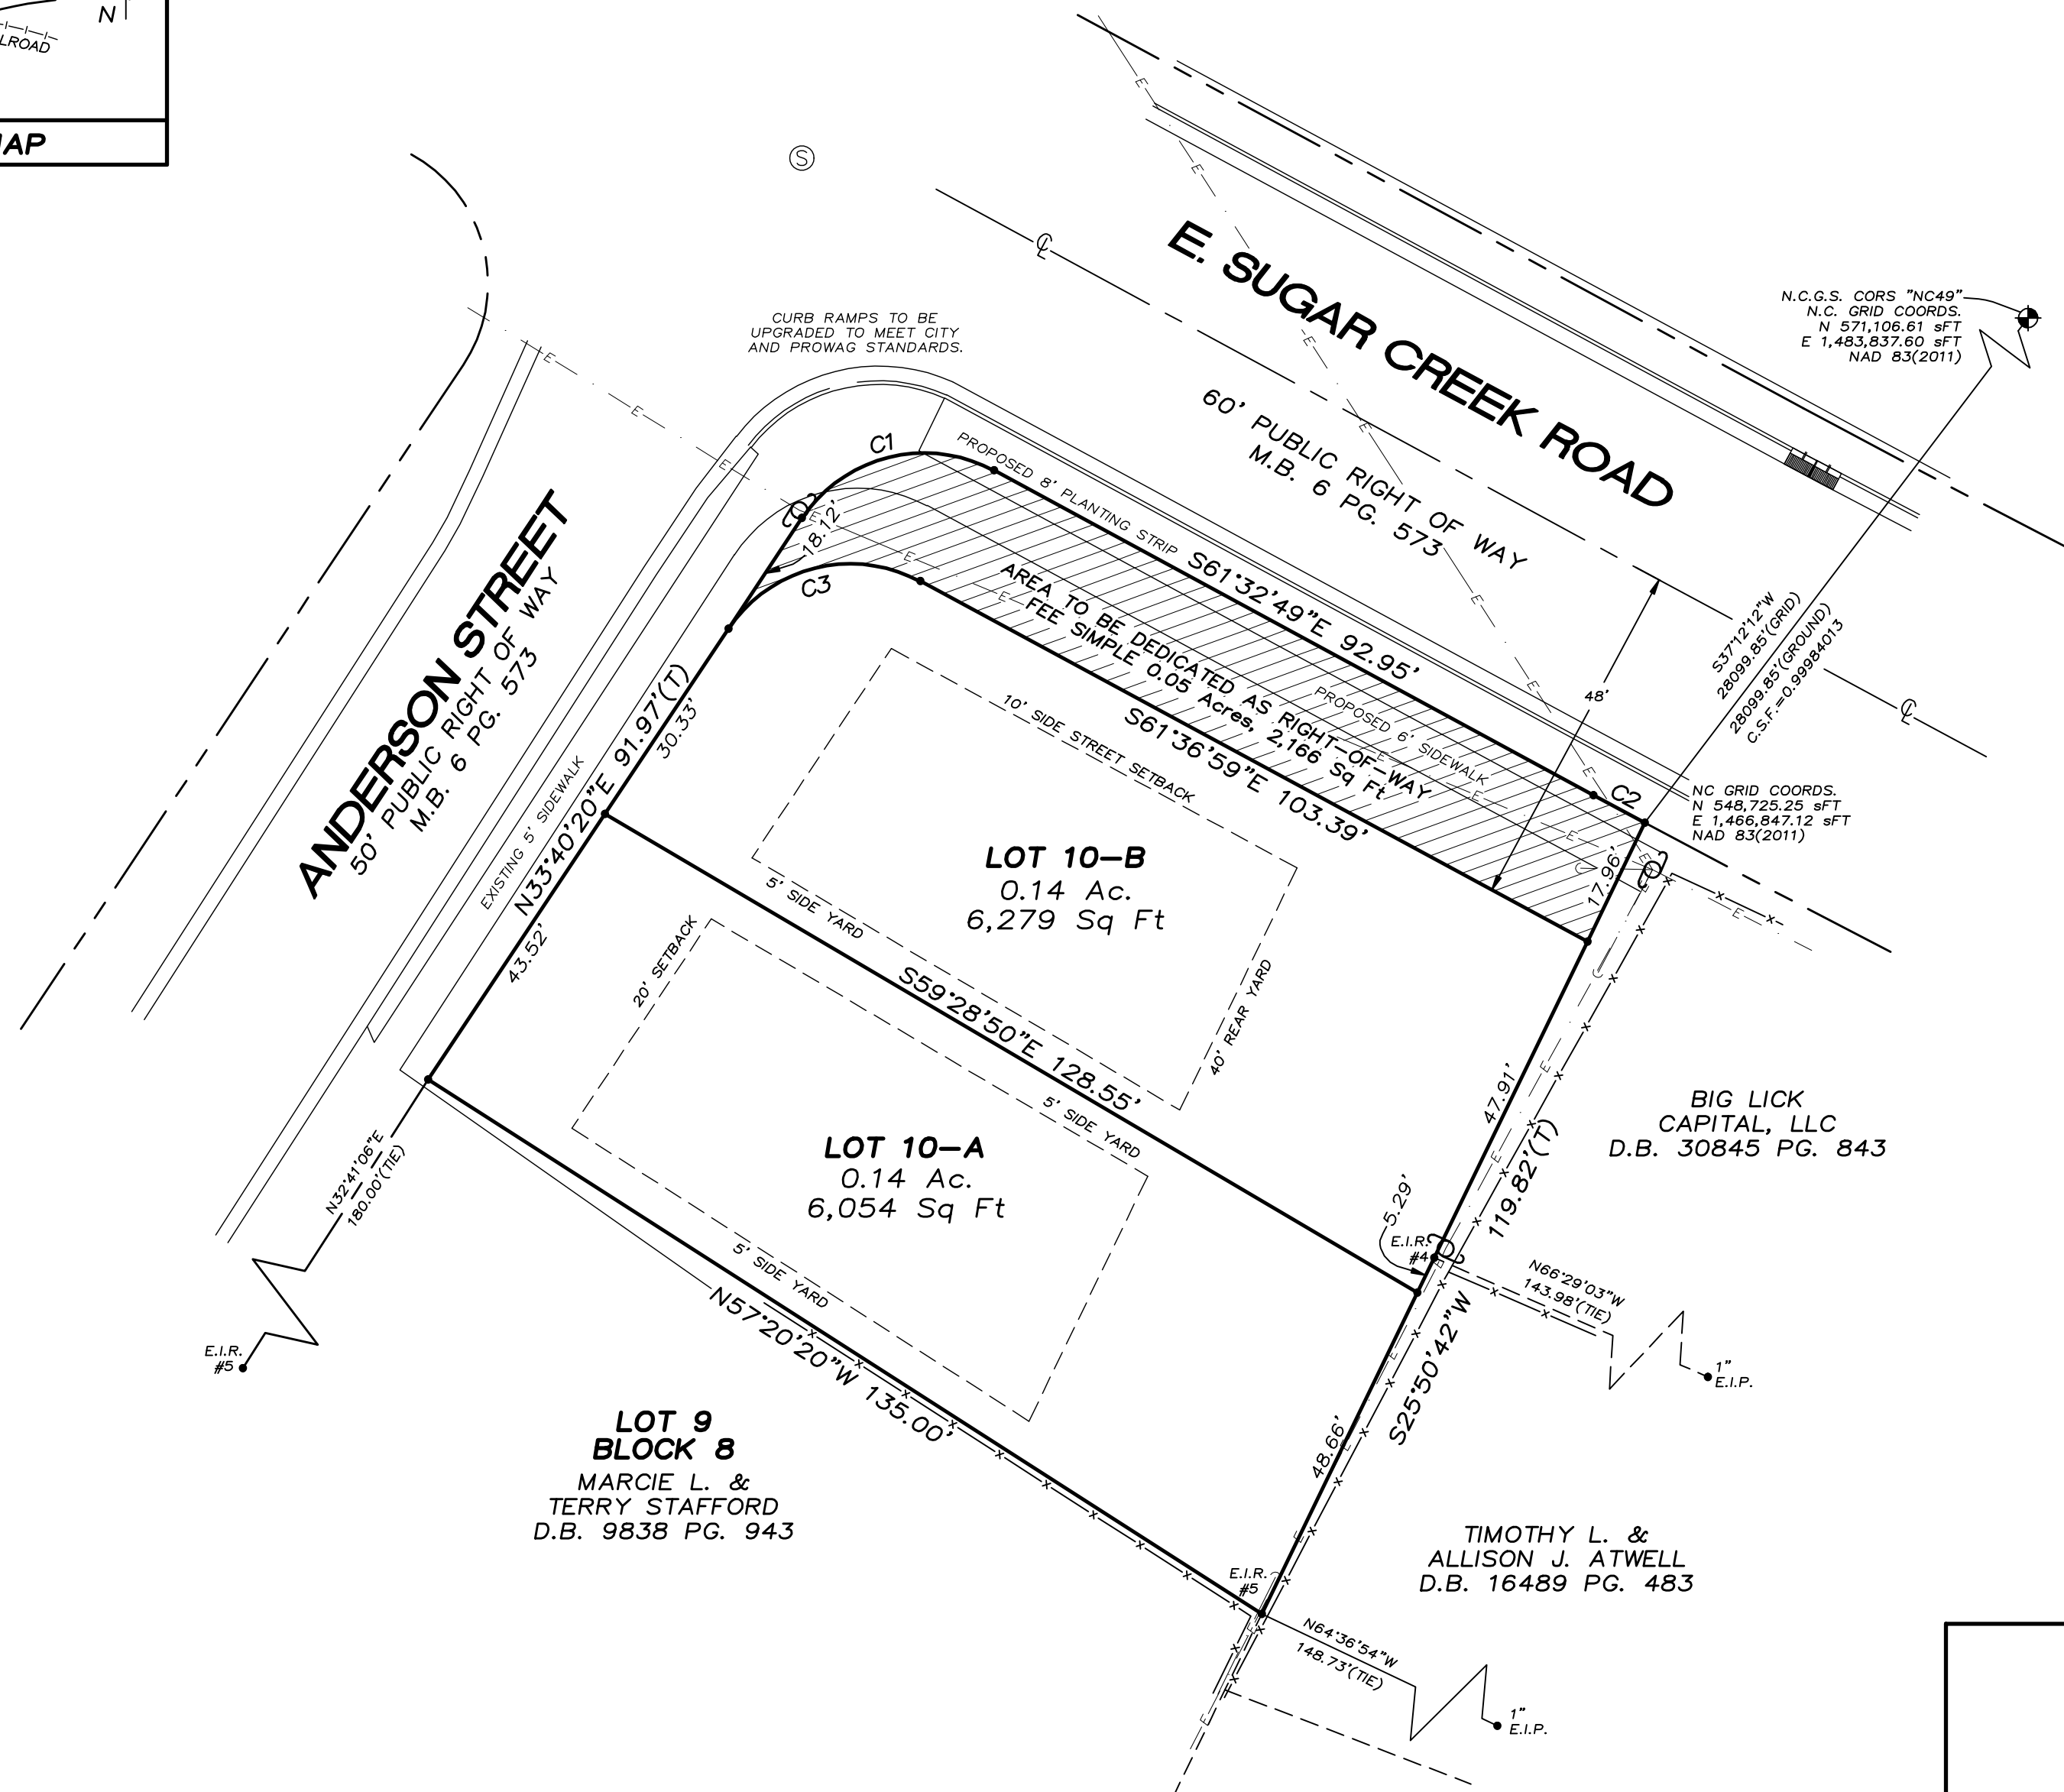 N
LROAD
MAP
S
CURB RAMPS TO BE
UPGRADED TO MEET CITY
AND PROWAG STANDARDS.
E. SUGAR CREEK ROAD
60' PUBLIC RIGHT OF WAY
M.B. 6 PG. 573
N.C.G.S. CORS "NC49"
N.C. GRID COORDS.
N 571,106.61 sFT
E 1,483,837.60 sFT
NAD 83(2011)
S37°12'12"W
28099.85'(GRID)
28099.85'(GROUND)
C.S.F.=0.99984013
48'
NC GRID COORDS.
N 548,725.25 sFT
E 1,466,847.12 sFT
NAD 83(2011)
ANDERSON STREET
50' PUBLIC RIGHT OF WAY
M.B. 6 PG. 573
EXISTING 5' SIDEWALK
N33°40'20"E 91.97'(T)
30.33'
43.52'
18.12'
C1
C2
C3
PROPOSED 8' PLANTING STRIP
S61°32'49"E 92.95'
AREA TO BE DEDICATED AS RIGHT-OF-WAY
FEE SIMPLE 0.05 Acres, 2,166 Sq Ft
PROPOSED 6' SIDEWALK
S61°36'59"E 103.39'
17.96'
10' SIDE STREET SETBACK
LOT 10-B
0.14 Ac.
6,279 Sq Ft
5' SIDE YARD
40' REAR YARD
20' SETBACK
S59°28'50"E 128.55'
5' SIDE YARD
LOT 10-A
0.14 Ac.
6,054 Sq Ft
5' SIDE YARD
47.91'
119.82'(T)
5.29'
E.I.R.
#4
S25°50'42"W
48.66'
BIG LICK
CAPITAL, LLC
D.B. 30845 PG. 843
N66°29'03"W
143.98'(TIE)
1"
E.I.P.
N32°41'06"E
180.00'(TIE)
E.I.R.
#5
N57°20'20"W 135.00'
LOT 9
BLOCK 8
MARCIE L. &
TERRY STAFFORD
D.B. 9838 PG. 943
TIMOTHY L. &
ALLISON J. ATWELL
D.B. 16489 PG. 483
E.I.R.
#5
N64°36'54"W
148.73'(TIE)
1"
E.I.P.